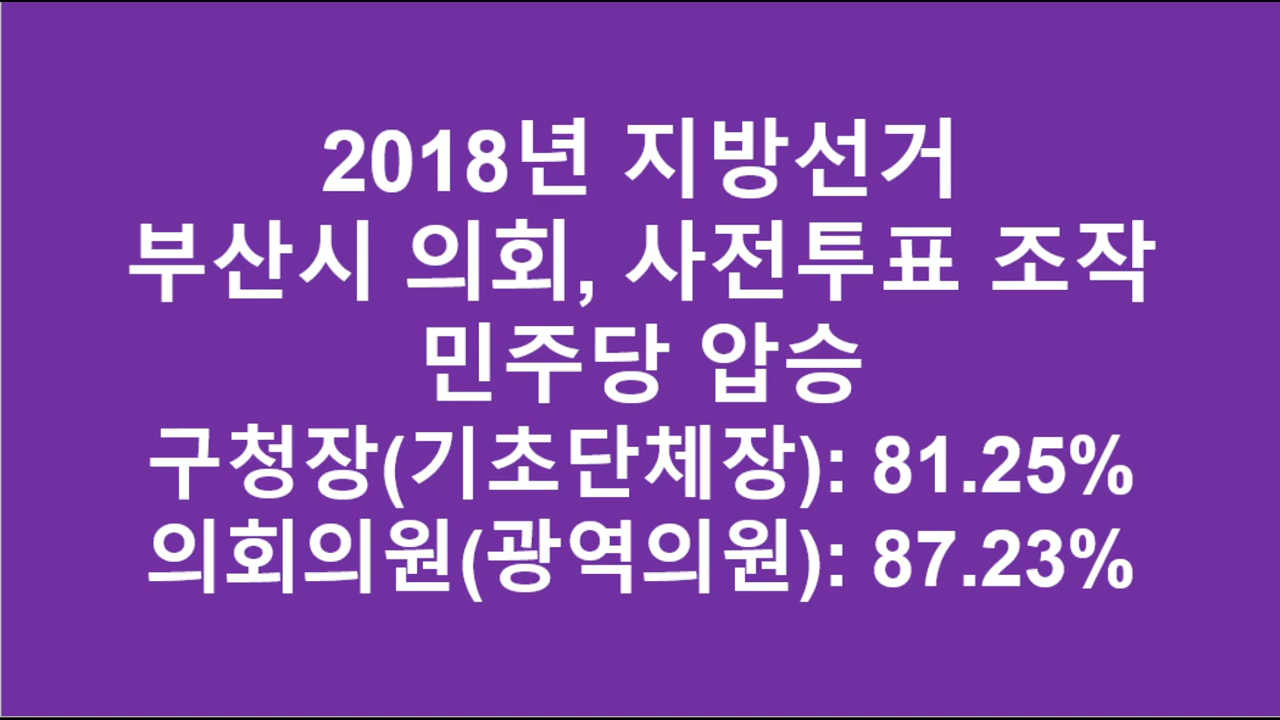 2018년 지방선거
부산시 의회, 사전투표 조작
민주당 압승
구청장(기초단체장): 81.25%
의회의원(광역의원): 87.23%